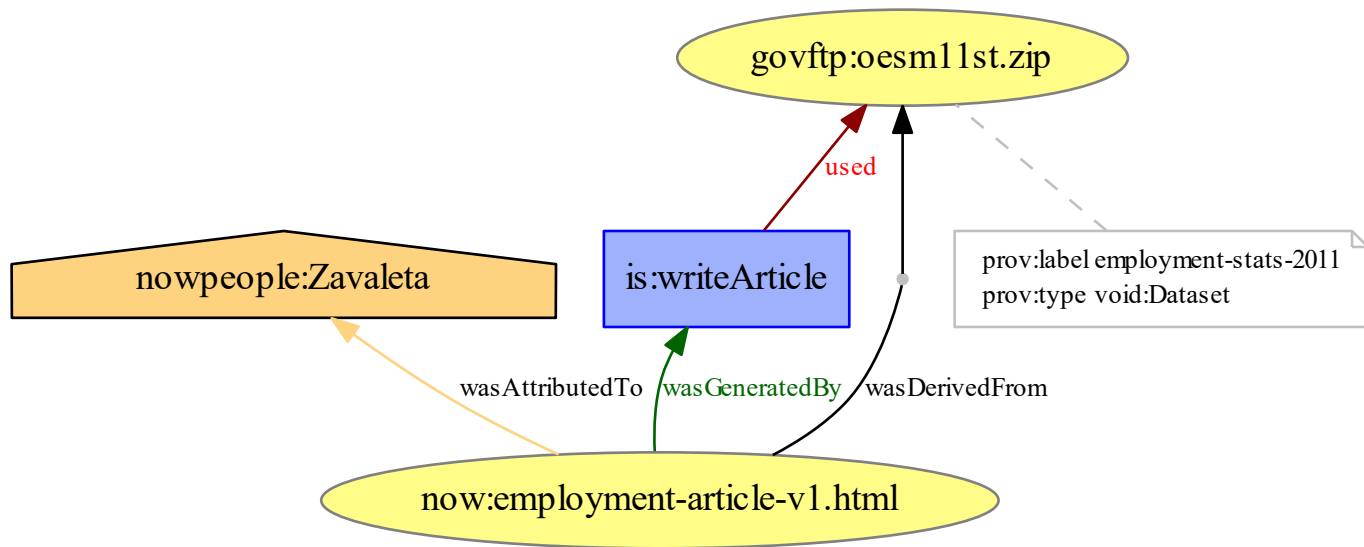 govftp:oesm11st.zip
used
nowpeople:Zavaleta
is:writeArticle
prov:label employment-stats-2011
prov:type void:Dataset
wasAttributedTo
wasGeneratedBy
wasDerivedFrom
now:employment-article-v1.html